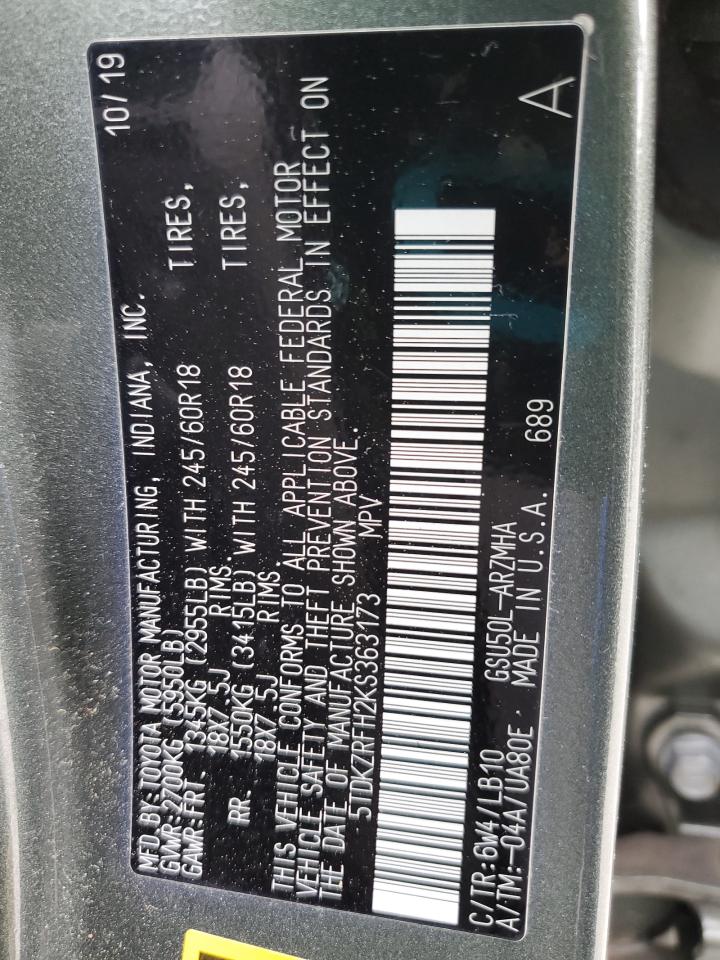 MFD.BY:TOYOTA MOTOR MANUFACTURING, INDIANA, INC. 10/19
GVWR:2700KG (5950LB)
GAWR:FRT. 1345KG (2955LB) WITH 245/60R18 TIRES,
18X7.5J RIMS.
RR. 1550KG (3415LB) WITH 245/60R18 TIRES,
18X7.5J RIMS.
THIS VEHICLE CONFORMS TO ALL APPLICABLE FEDERAL MOTOR
VEHICLE SAFETY AND THEFT PREVENTION STANDARDS IN EFFECT ON
THE DATE OF MANUFACTURE SHOWN ABOVE.
5TDKZRFH2KS363173 MPV
C/TR:6W4/LB10 GSU50L-ARZMHA
A/TM:-04A/UA80E MADE IN U.S.A. 689
A